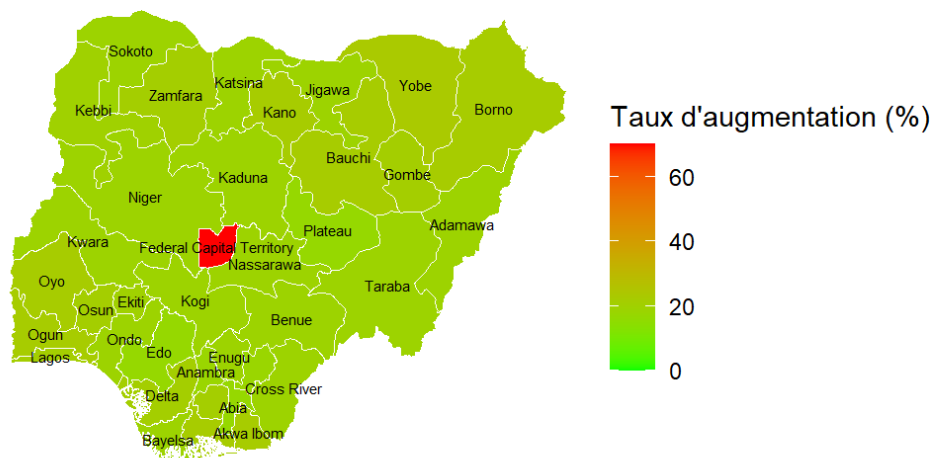 Sokoto
Katsina
Jigawa
Yobe
Zamfara
Kano
Borno
Kebbi
Bauchi
Gombe
Kaduna
Niger
Adamawa
Plateau
Kwara
Federal Capital Territory
Nassarawa
Taraba
Oyo
Ekiti
Kogi
Osun
Benue
Ogun
Ondo
Edo
Lagos
Enugu
Anambra
Cross River
Delta
Abia
Bayelsa
Akwa Ibom
Taux d'augmentation (%)
60
40
20
0